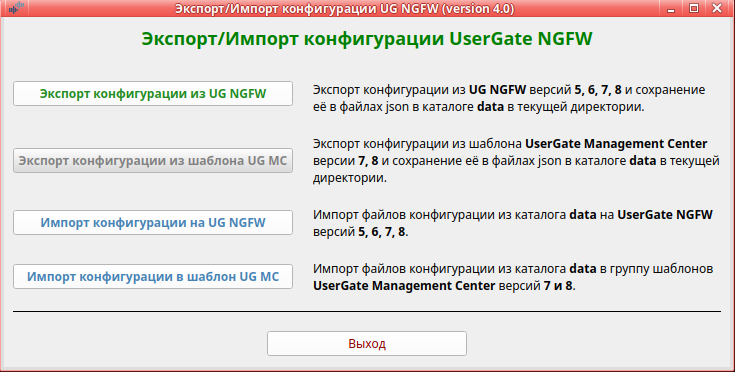 Экспорт/Импорт конфигурации UG NGFW (version 4.0)
Экспорт/Импорт конфигурации UserGate NGFW
Экспорт конфигурации из UG NGFW
Экспорт конфигурации из UG NGFW версий 5, 6, 7, 8 и сохранение
её в файлах json в каталоге data в текущей директории.
Экспорт конфигурации из шаблона UG MC
Экспорт конфигурации из шаблона UserGate Management Center
версии 7, 8 и сохранение её в файлах json в каталоге data в текущей
директории.
Импорт конфигурации на UG NGFW
Импорт файлов конфигурации из каталога data на UserGate NGFW
версий 5, 6, 7, 8.
Импорт конфигурации в шаблон UG MC
Импорт файлов конфигурации из каталога data в группу шаблонов
UserGate Management Center версий 7 и 8.
Выход